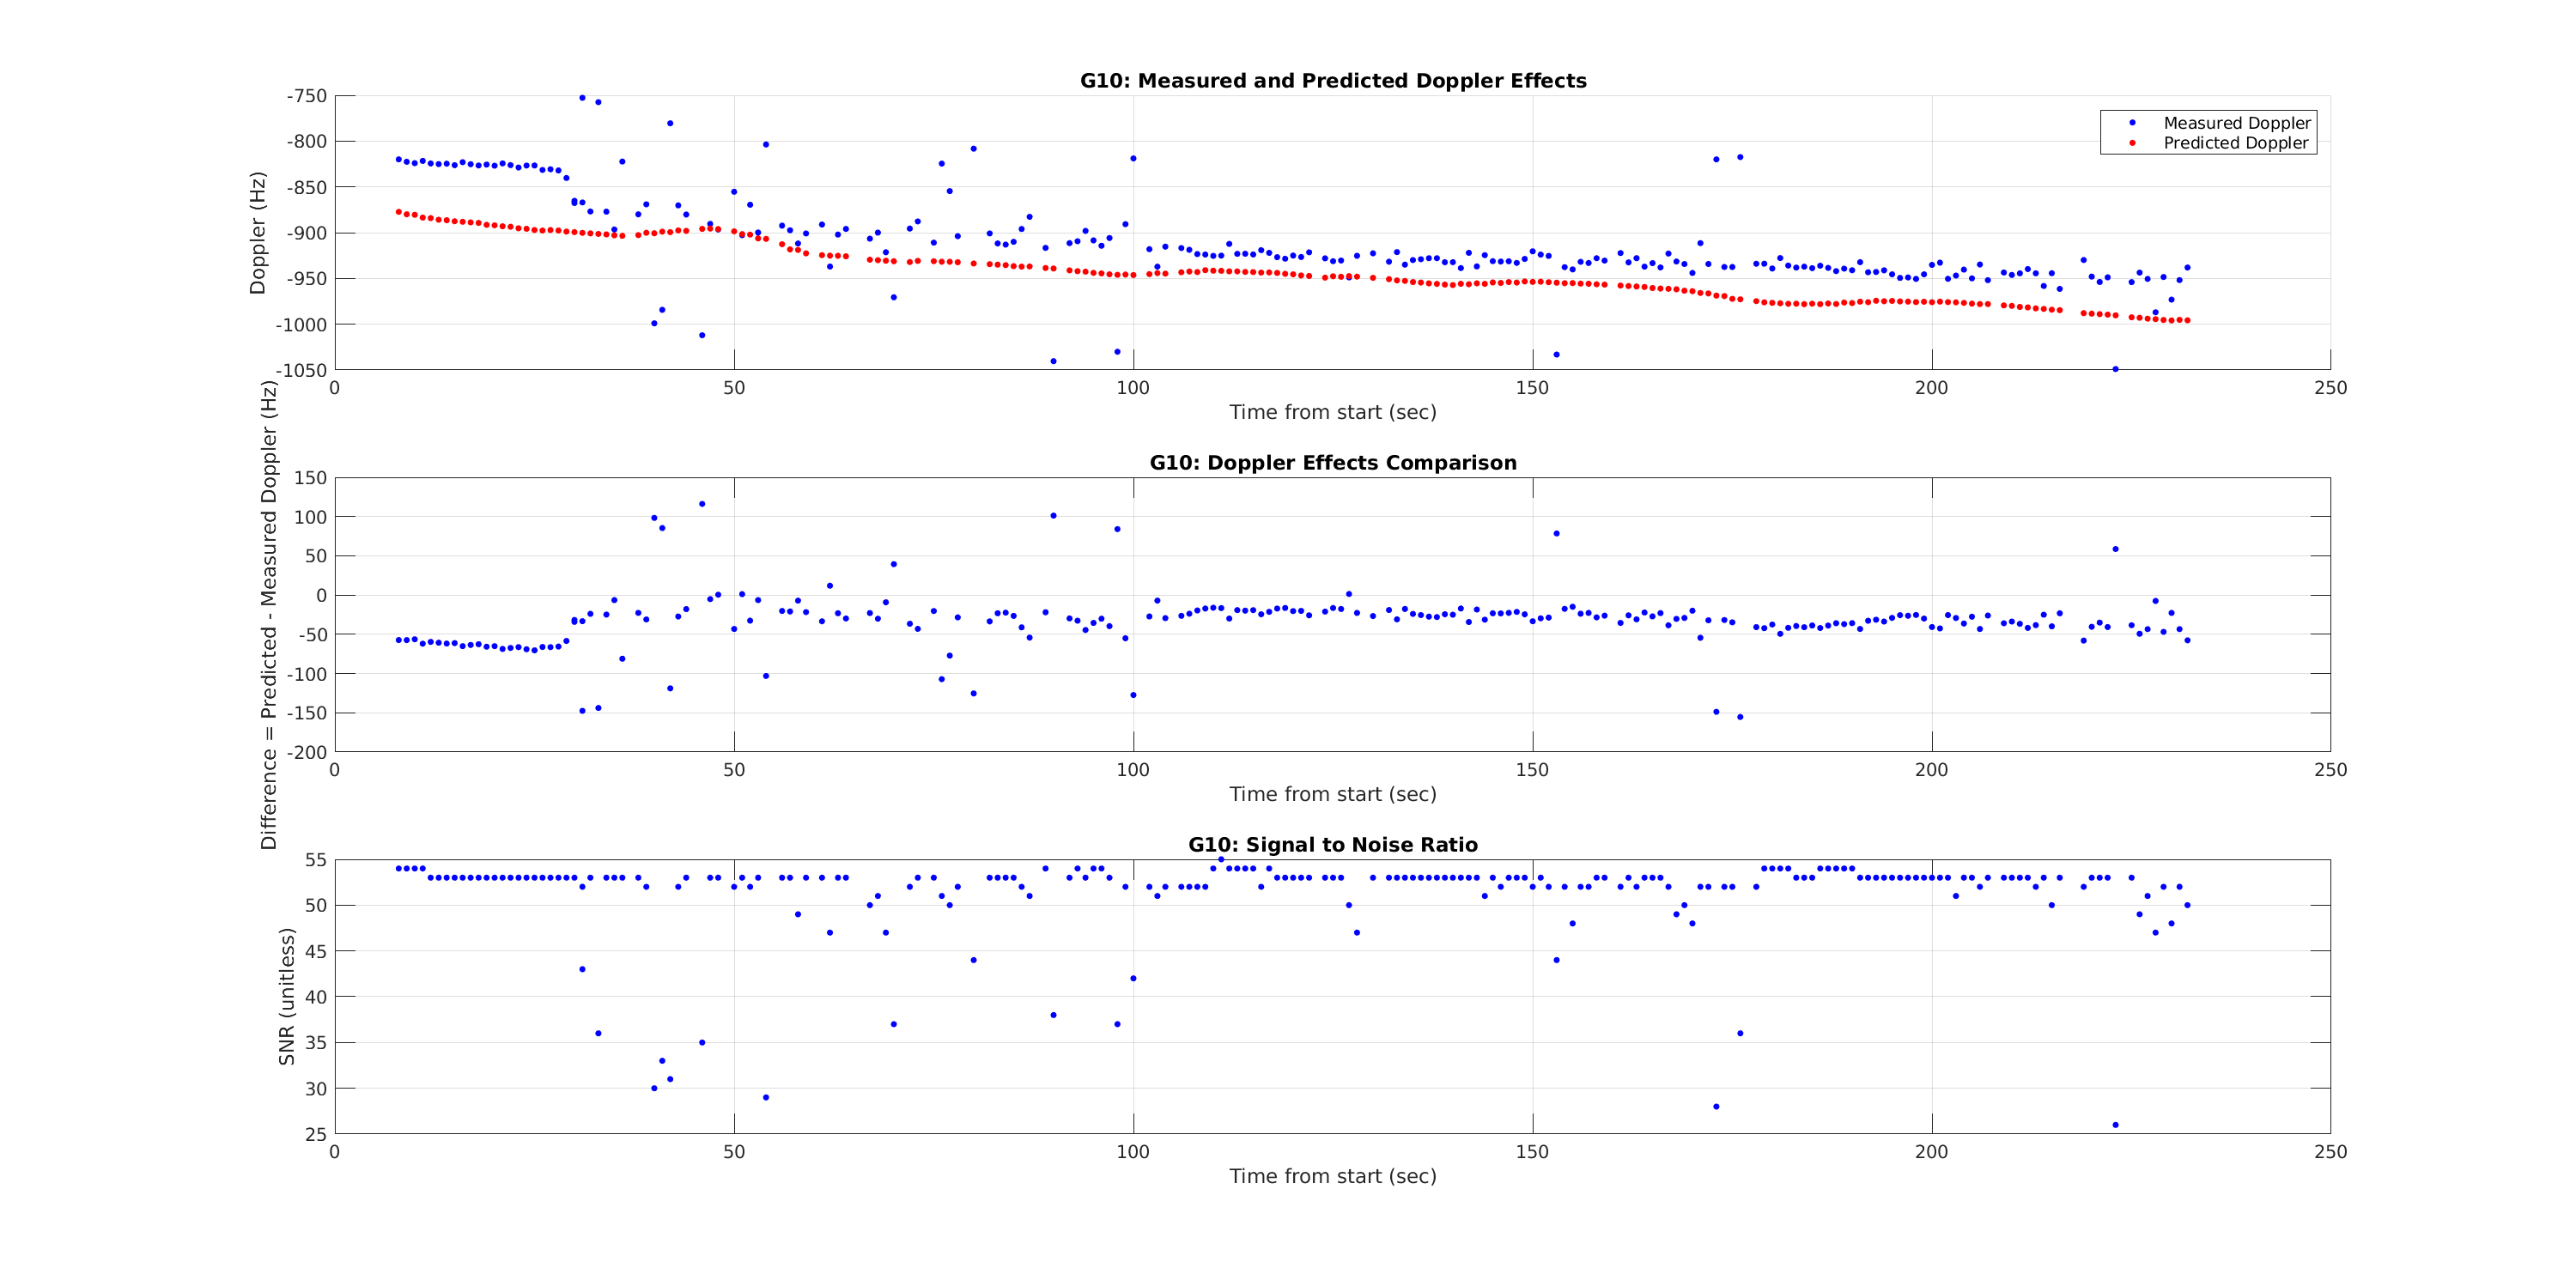 G10: Measured and Predicted Doppler Effects
-750
-800
-850
-900
-950
-1000
-1050
Doppler (Hz)
Measured Doppler
Predicted Doppler
0 50 100 150 200 250
Time from start (sec)
G10: Doppler Effects Comparison
150
100
50
0
-50
-100
-150
-200
Difference = Predicted - Measured Doppler (Hz)
0 50 100 150 200 250
Time from start (sec)
G10: Signal to Noise Ratio
55
50
45
40
35
30
25
SNR (unitless)
0 50 100 150 200 250
Time from start (sec)